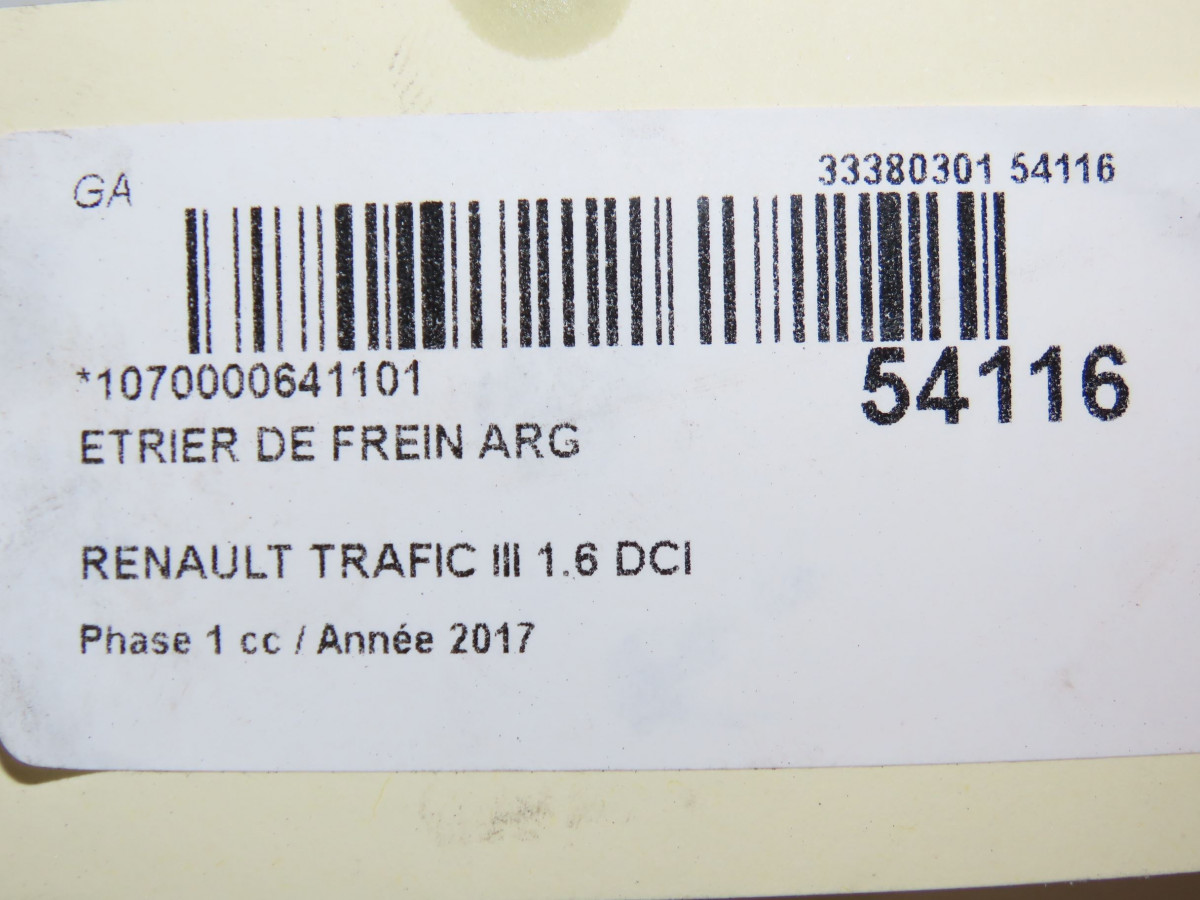 GA
33380301 54116
*1070000641101
54116
ETRIER DE FREIN ARG
RENAULT TRAFIC III 1.6 DCI
Phase 1 cc / Année 2017